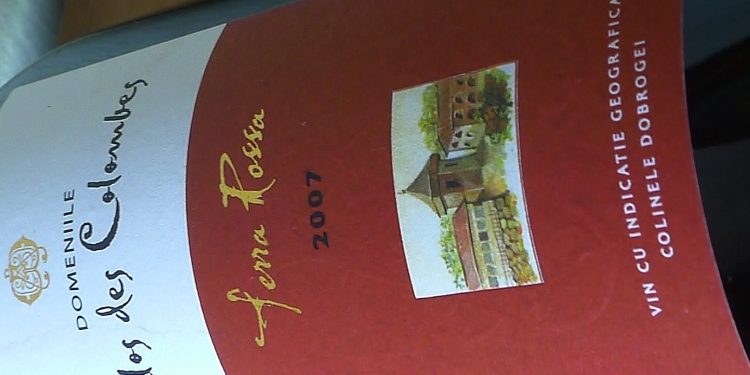 DOMENIILE
los des Colombes
Terra Rossa
2007
VIN CU INDICATIE GEOGRAFICA
COLINELE DOBROGEI